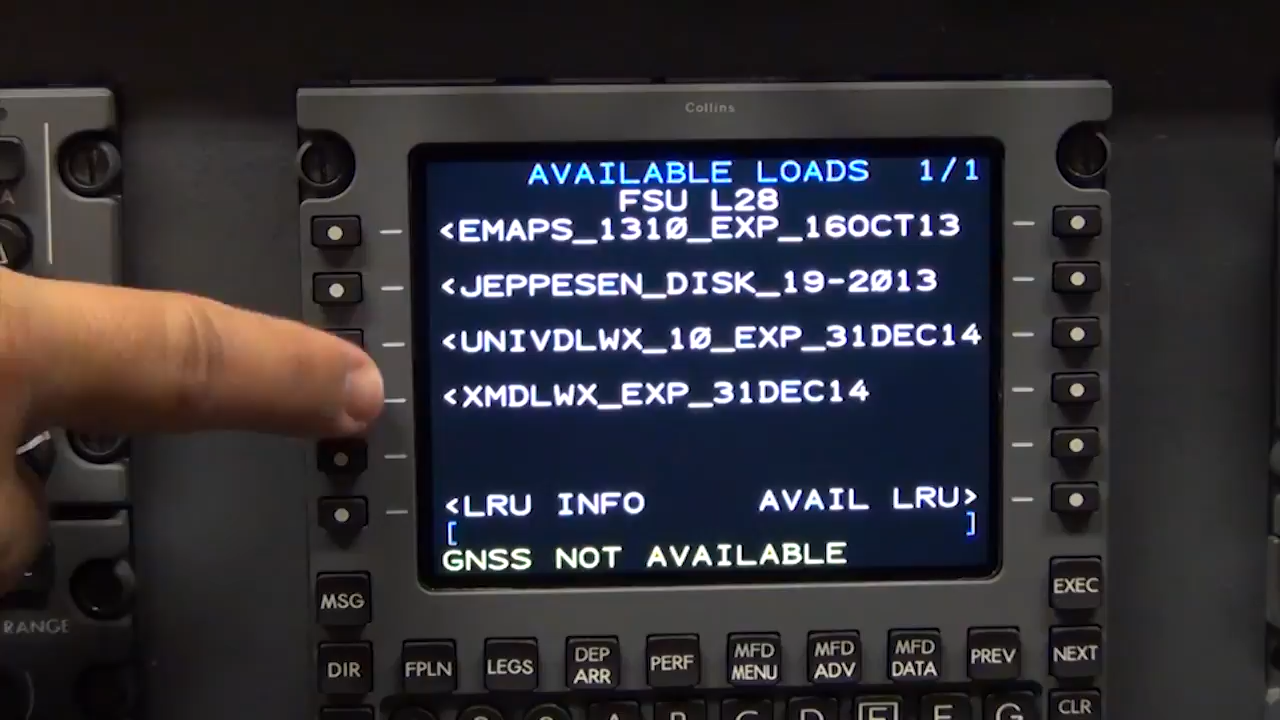 Collins
AVAILABLE LOADS 1/1
FSU L28
<EMAPS_1310_EXP_16OCT13
<JEPPESEN_DISK_19-2013
<UNIVDLWX_10_EXP_31DEC14
<XMDLWX_EXP_31DEC14
<LRU INFO AVAIL LRU>
[ ]
GNSS NOT AVAILABLE
A
MSG
EXEC
RANGE
DIR
FPLN
LEGS
DEP
ARR
PERF
MFD
MENU
MFD
ADV
MFD
DATA
PREV
NEXT
CLR